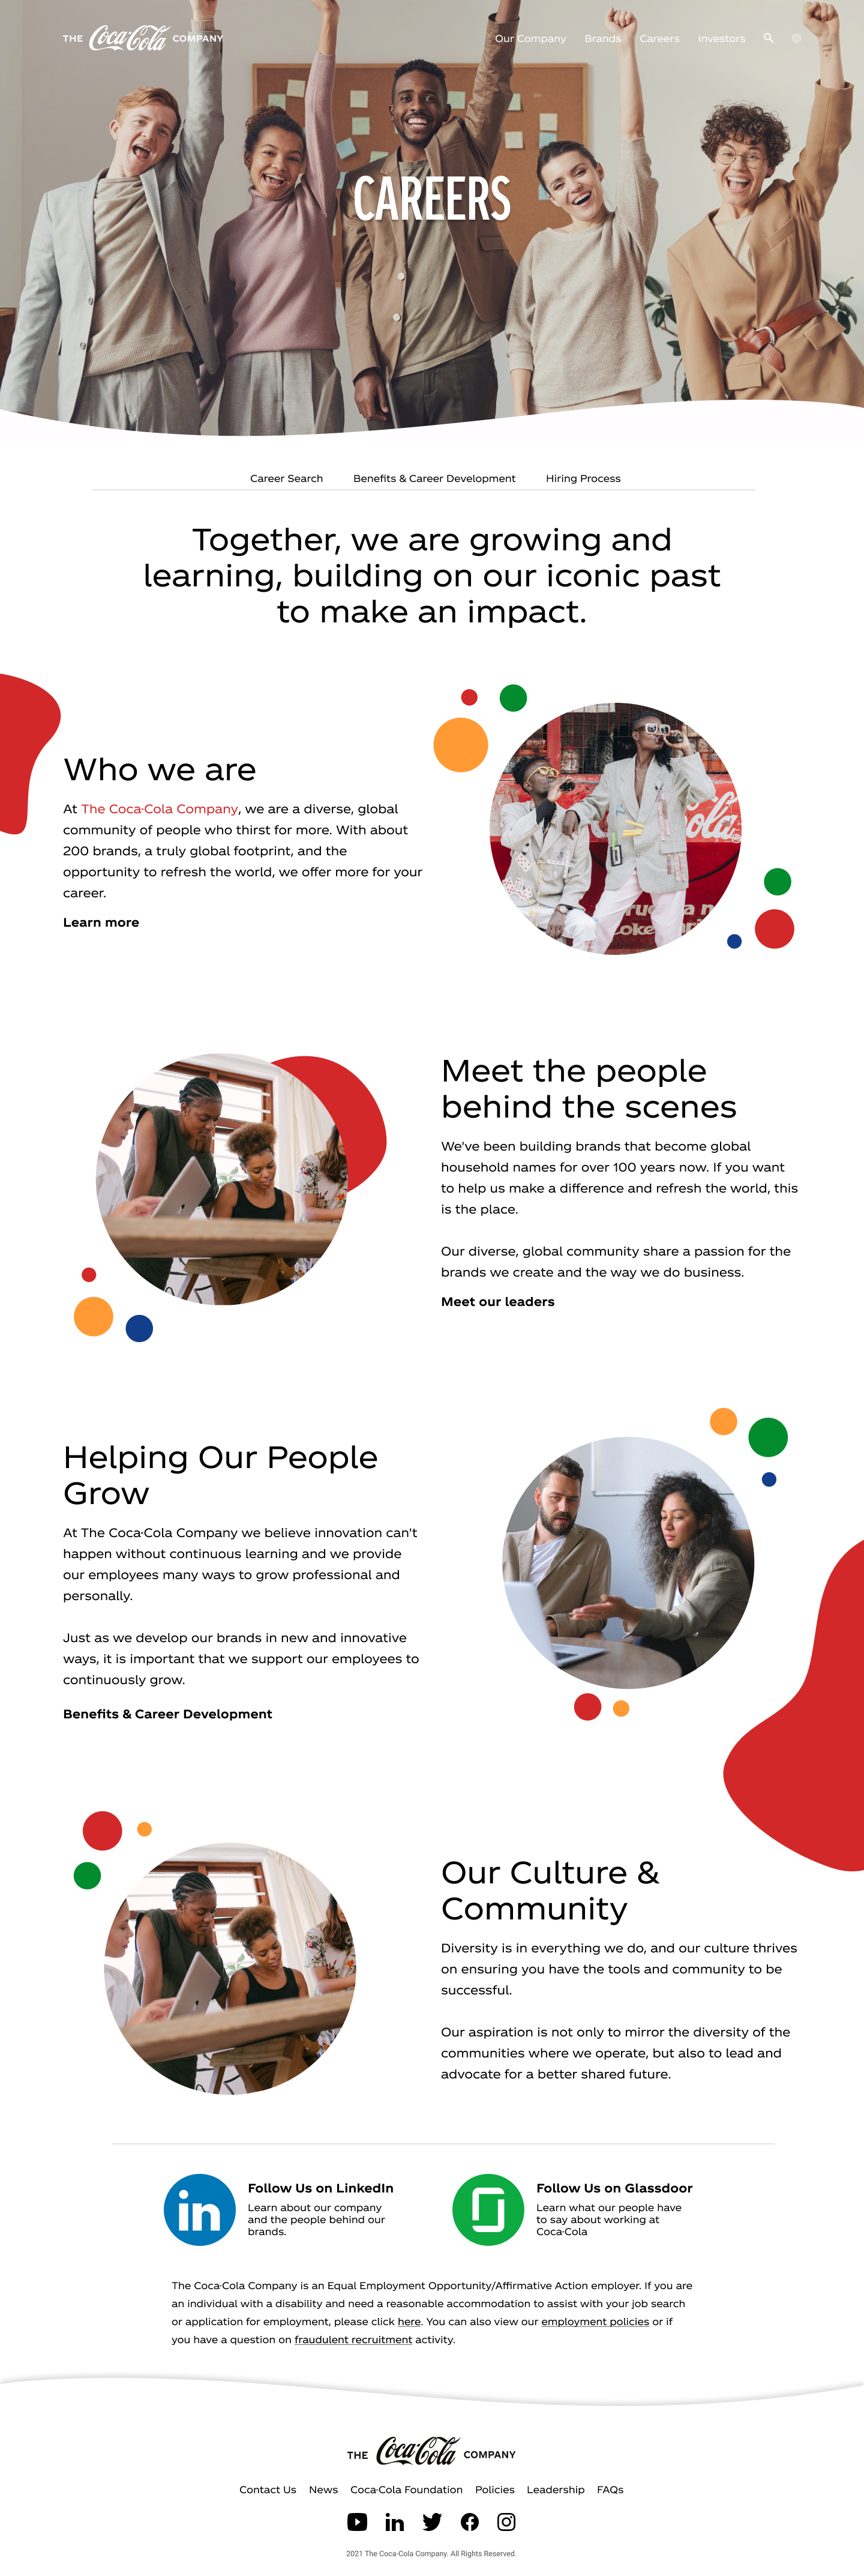 THE Coca-Cola COMPANY
Our Company Brands Careers Investors
CAREERS
Career Search Benefits & Career Development Hiring Process
Together, we are growing and
learning, building on our iconic past
to make an impact.
Who we are
At The Coca-Cola Company, we are a diverse, global
community of people who thirst for more. With about
200 brands, a truly global footprint, and the
opportunity to refresh the world, we offer more for your
career.
Learn more
Meet the people
behind the scenes
We've been building brands that become global
household names for over 100 years now. If you want
to help us make a difference and refresh the world, this
is the place.
Our diverse, global community share a passion for the
brands we create and the way we do business.
Meet our leaders
Helping Our People
Grow
At The Coca-Cola Company we believe innovation can't
happen without continuous learning and we provide
our employees many ways to grow professional and
personally.
Just as we develop our brands in new and innovative
ways, it is important that we support our employees to
continuously grow.
Benefits & Career Development
Our Culture &
Community
Diversity is in everything we do, and our culture thrives
on ensuring you have the tools and community to be
successful.
Our aspiration is not only to mirror the diversity of the
communities where we operate, but also to lead and
advocate for a better shared future.
in
Follow Us on LinkedIn
Learn about our company
and the people behind our
brands.
Follow Us on Glassdoor
Learn what our people have
to say about working at
Coca-Cola
The Coca-Cola Company is an Equal Employment Opportunity/Affirmative Action employer. If you are
an individual with a disability and need a reasonable accommodation to assist with your job search
or application for employment, please click here. You can also view our employment policies or if
you have a question on fraudulent recruitment activity.
THE Coca-Cola COMPANY
Contact Us News Coca-Cola Foundation Policies Leadership FAQs
in
2021 The Coca-Cola Company. All Rights Reserved.